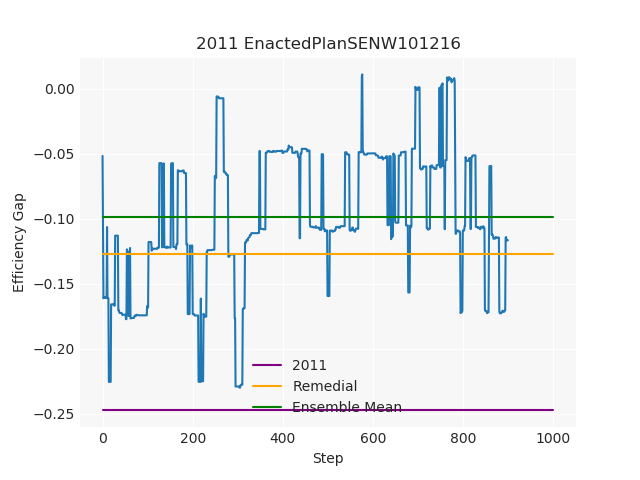 2011 EnactedPlanSENW101216
0.00
−0.05
−0.10
−0.15
−0.20
−0.25
Efficiency Gap
2011
Remedial
Ensemble Mean
0 200 400 600 800 1000
Step